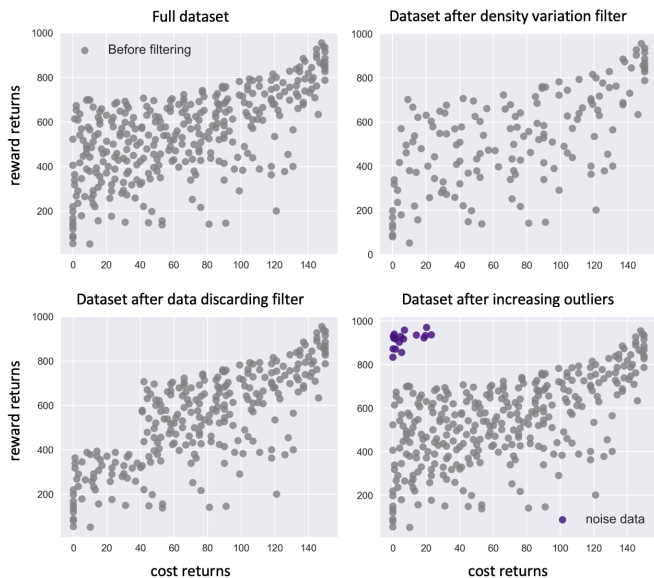 Full dataset
Dataset after density variation filter
1000
800
600
400
200
reward returns
Before filtering
0 20 40 60 80 100 120 140
1000
800
600
400
200
0
0 20 40 60 80 100 120 140
Dataset after data discarding filter
Dataset after increasing outliers
1000
800
600
400
200
reward returns
0 20 40 60 80 100 120 140
cost returns
1000
800
600
400
200
noise data
0 20 40 60 80 100 120 140
cost returns